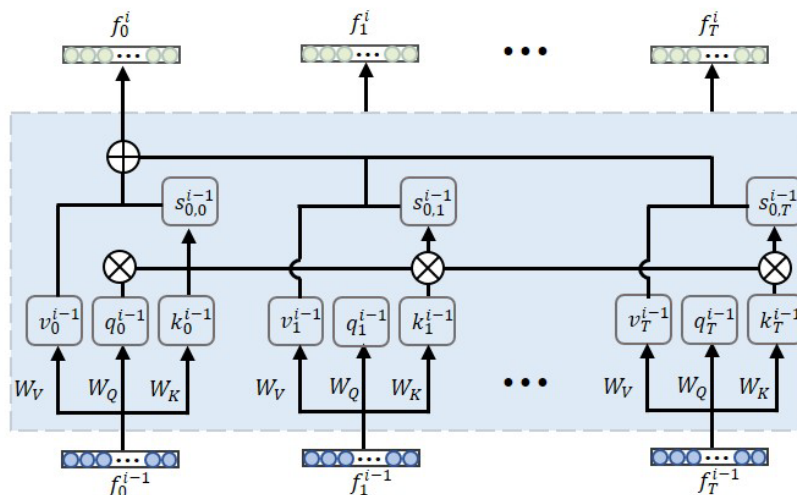 f_0^i f_1^i f_T^i
•••
s_{0,0}^{i-1} s_{0,1}^{i-1} s_{0,T}^{i-1}
v_0^{i-1} q_0^{i-1} k_0^{i-1} v_1^{i-1} q_1^{i-1} k_1^{i-1} v_T^{i-1} q_T^{i-1} k_T^{i-1}
W_V W_Q W_K W_V W_Q W_K ••• W_V W_Q W_K
f_0^{i-1} f_1^{i-1} f_T^{i-1}